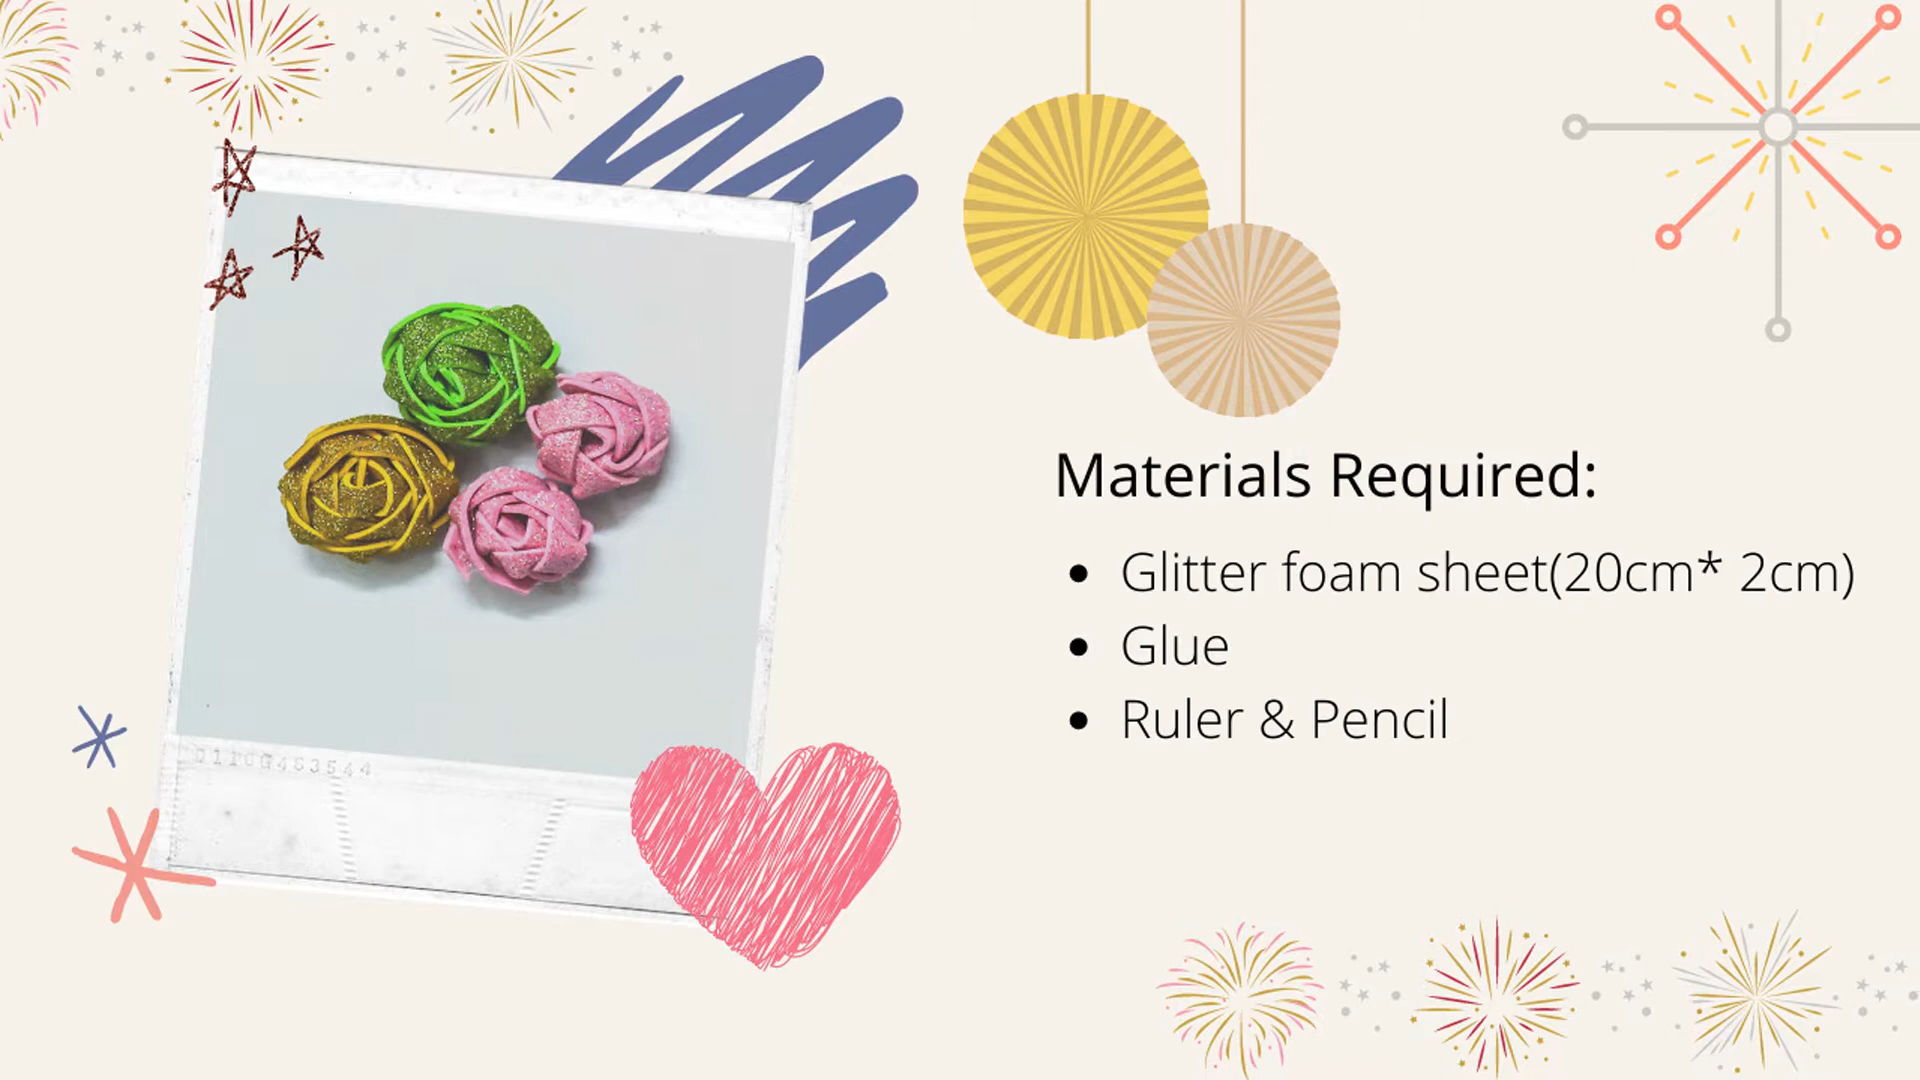 Materials Required:
Glitter foam sheet(20cm* 2cm)
Glue
Ruler & Pencil